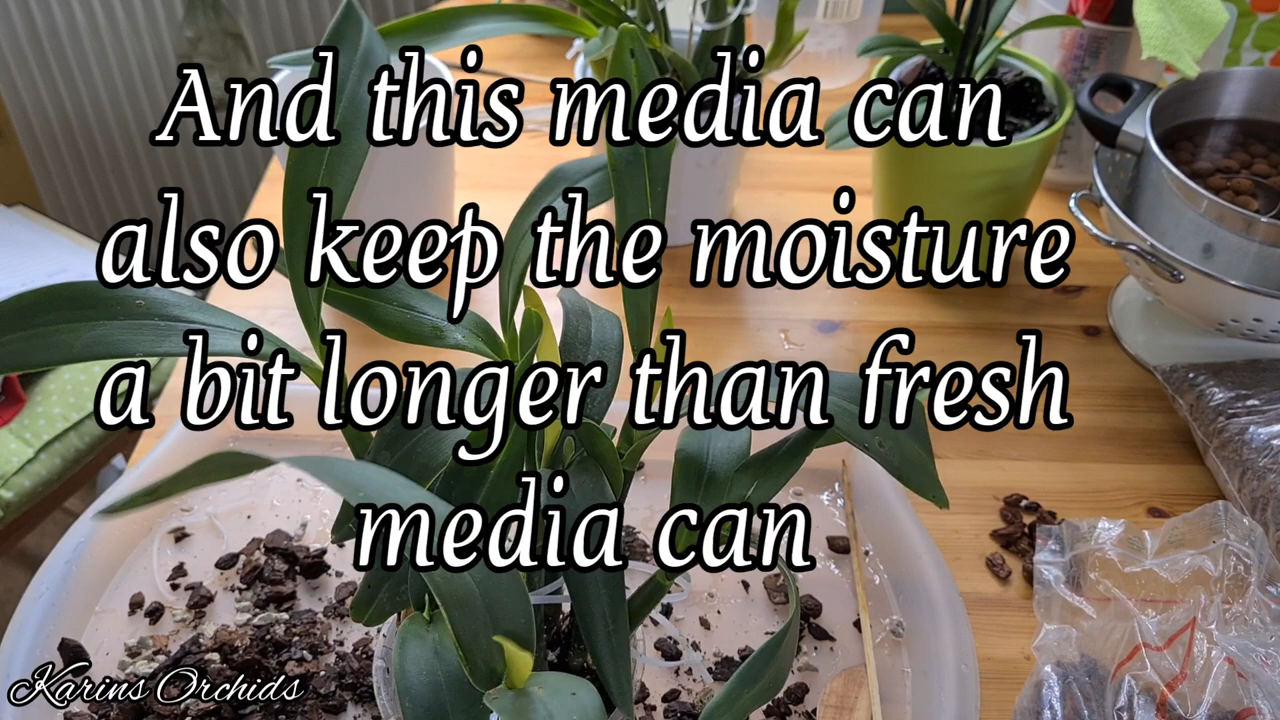 And this media can
also keep the moisture
a bit longer than fresh
media can
Karins Orchids